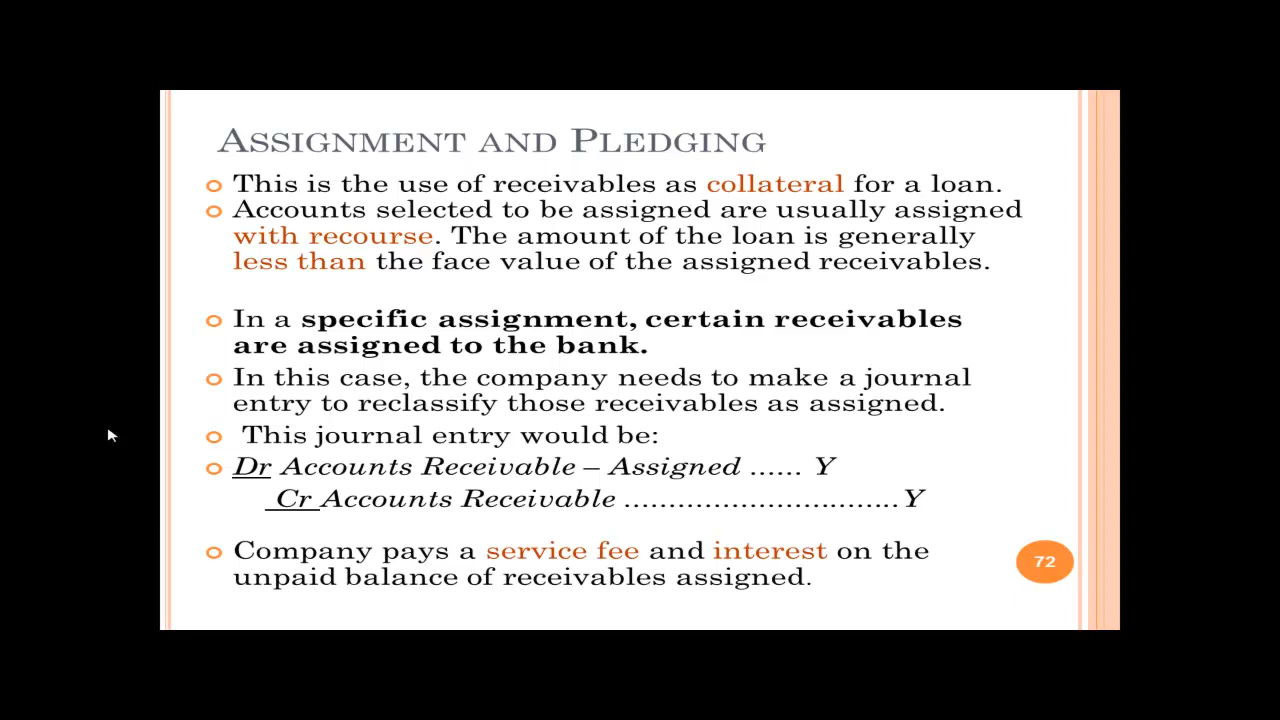 Assignment and Pledging
This is the use of receivables as collateral for a loan.
Accounts selected to be assigned are usually assigned
with recourse. The amount of the loan is generally
less than the face value of the assigned receivables.
In a specific assignment, certain receivables
are assigned to the bank.
In this case, the company needs to make a journal
entry to reclassify those receivables as assigned.
This journal entry would be:
Dr Accounts Receivable – Assigned ...... Y
Cr Accounts Receivable ............................... Y
Company pays a service fee and interest on the
unpaid balance of receivables assigned.
72